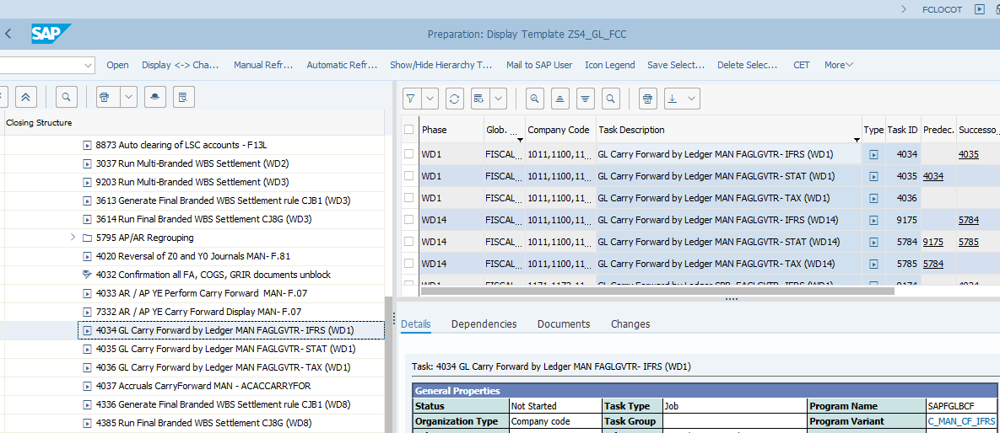 FCLOCOT
SAP
Preparation: Display Template ZS4_GL_FCC
Open Display <-> Cha... Manual Refr... Automatic Refr... Show/Hide Hierarchy T... Mail to SAP User Icon Legend Save Select... Delete Selec... CET More
Closing Structure
8873 Auto clearing of LSC accounts - F13L
3037 Run Multi-Branded WBS Settlement (WD2)
9203 Run Multi-Branded WBS Settlement (WD3)
3613 Generate Final Branded WBS Settlement rule CJB1 (WD3)
3614 Run Final Branded WBS Settlement CJ8G (WD3)
5795 AP/AR Regrouping
4020 Reversal of Z0 and Y0 Journals MAN- F.81
4032 Confirmation all FA, COGS, GRIR documents unblock
4033 AR / AP YE Perform Carry Forward MAN- F.07
7332 AR / AP YE Carry Forward Display MAN- F.07
4034 GL Carry Forward by Ledger MAN FAGLGVTR- IFRS (WD1)
4035 GL Carry Forward by Ledger MAN FAGLGVTR- STAT (WD1)
4036 GL Carry Forward by Ledger MAN FAGLGVTR- TAX (WD1)
4037 Accruals CarryForward MAN - ACACCARRYFOR
4336 Generate Final Branded WBS Settlement rule CJB1 (WD8)
4385 Run Final Branded WBS Settlement CJ8G (WD8)
Phase Glob. ... Company Code Task Description Type Task ID Predec. Successo
WD1 FISCAL... 1011,1100,11... GL Carry Forward by Ledger MAN FAGLGVTR- IFRS (WD1) 4034 4035
WD1 FISCAL... 1011,1100,11... GL Carry Forward by Ledger MAN FAGLGVTR- STAT (WD1) 4035 4034
WD1 FISCAL... 1011,1100,11... GL Carry Forward by Ledger MAN FAGLGVTR- TAX (WD1) 4036
WD14 FISCAL... 1011,1100,11... GL Carry Forward by Ledger MAN FAGLGVTR- IFRS (WD14) 9175 5784
WD14 FISCAL... 1011,1100,11... GL Carry Forward by Ledger MAN FAGLGVTR- STAT (WD14) 5784 9175 5785
WD14 FISCAL... 1011,1100,11... GL Carry Forward by Ledger MAN FAGLGVTR- TAX (WD14) 5785 5784
Details Dependencies Documents Changes
Task: 4034 GL Carry Forward by Ledger MAN FAGLGVTR- IFRS (WD1)
General Properties
Status Not Started Task Type Job Program Name SAPFGLBCF
Organization Type Company code Task Group Program Variant C_MAN_CF_IFRS